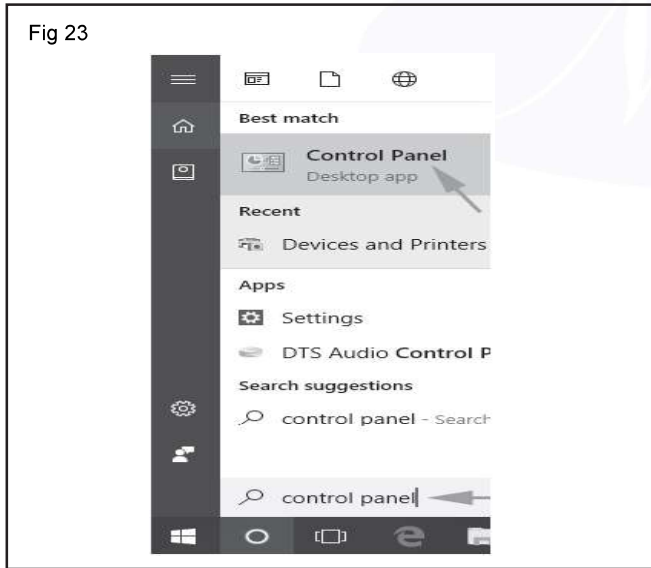 Fig 23
Best match
Control Panel
Desktop app
Recent
Devices and Printers
Apps
Settings
DTS Audio Control P
Search suggestions
control panel - Search
control panel